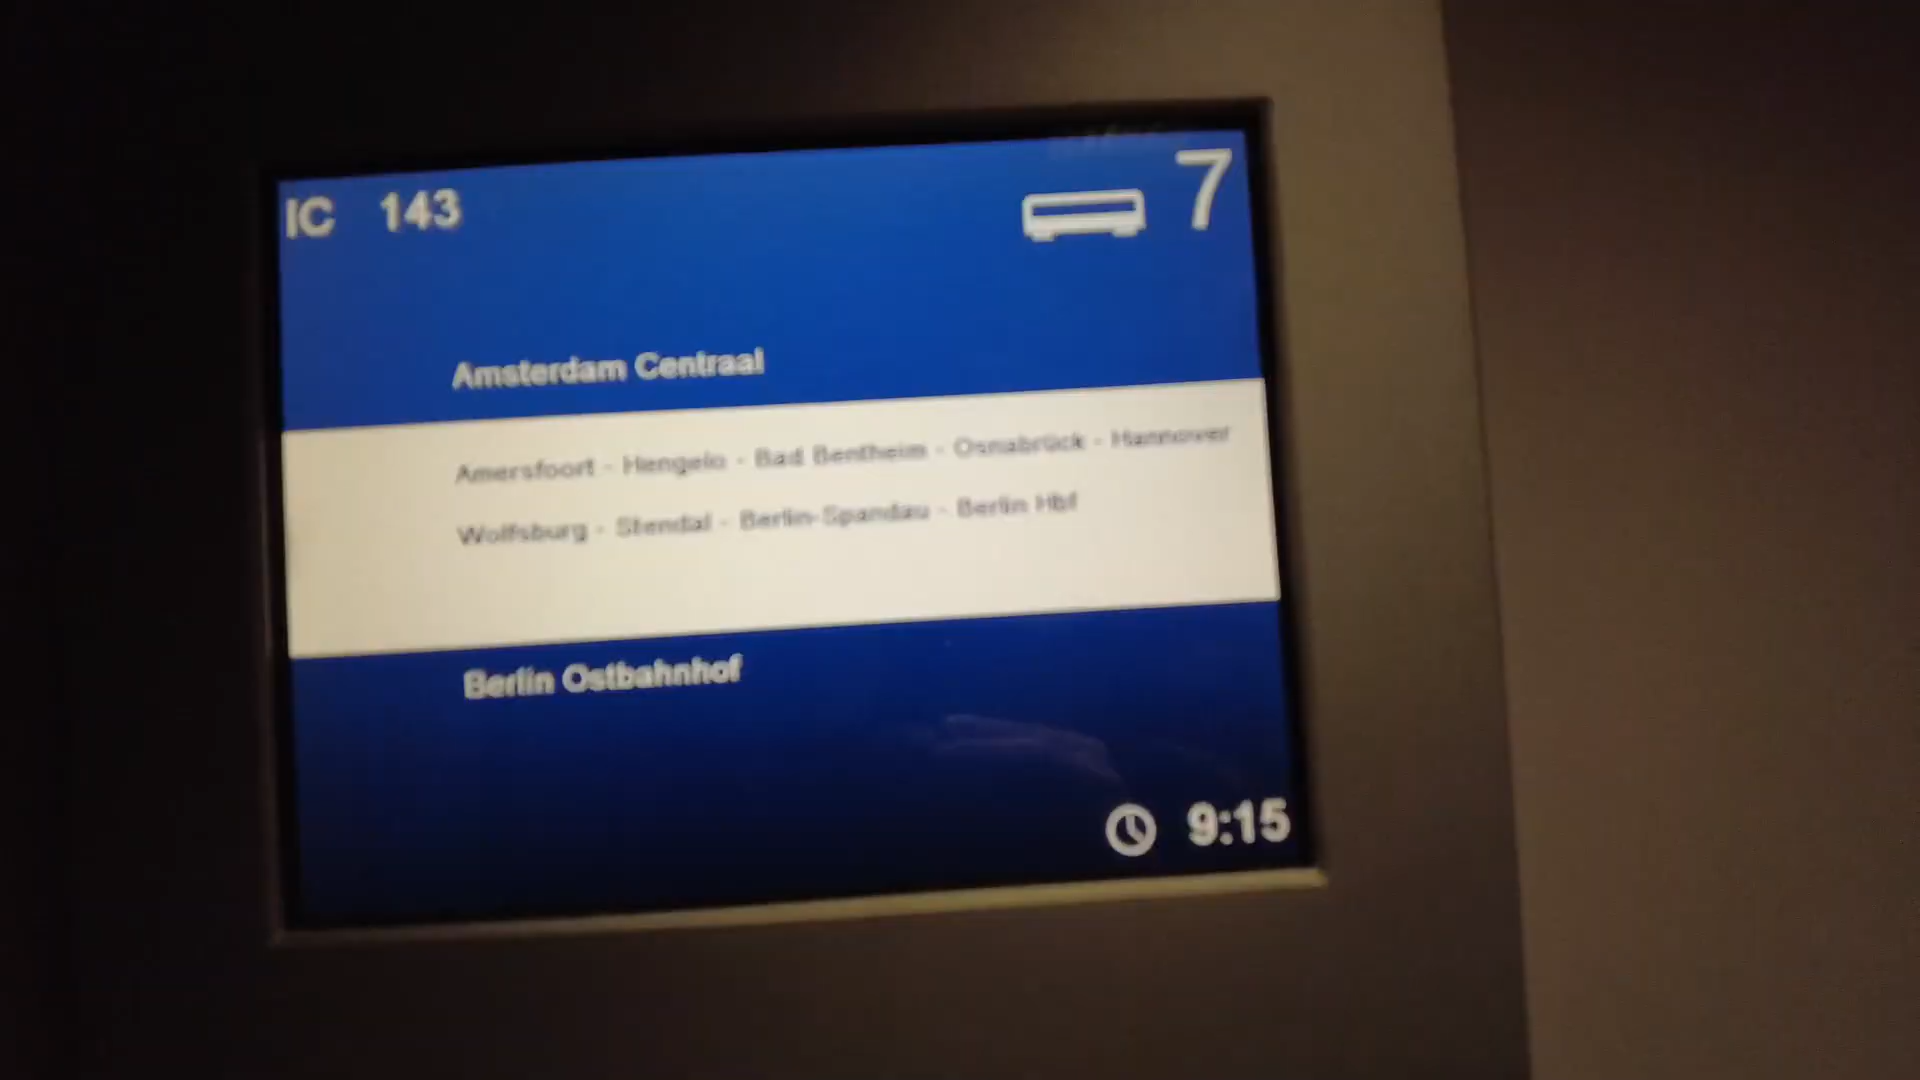 IC 143 7
Amsterdam Centraal
Amersfoort - Hengelo - Bad Bentheim - Osnabrück - Hannover
Wolfsburg - Stendal - Berlin-Spandau - Berlin Hbf
Berlin Ostbahnhof
9:15